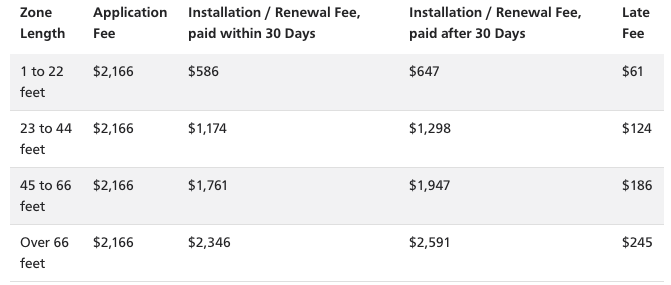 Zone Application Installation / Renewal Fee, Installation / Renewal Fee, Late
Length Fee paid within 30 Days paid after 30 Days Fee
1 to 22 $2,166 $586 $647 $61
feet
23 to 44 $2,166 $1,174 $1,298 $124
feet
45 to 66 $2,166 $1,761 $1,947 $186
feet
Over 66 $2,166 $2,346 $2,591 $245
feet